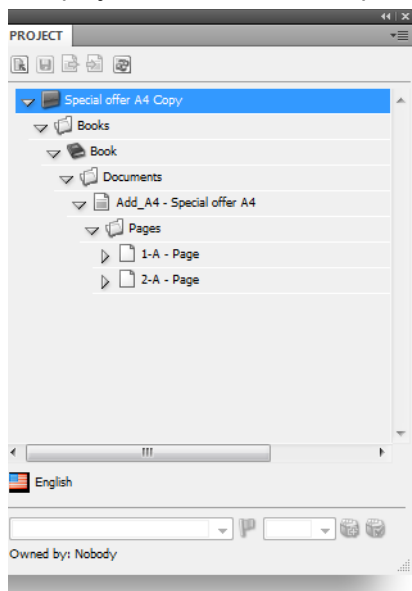 PROJECT
Special offer A4 Copy
Books
Book
Documents
Add_A4 - Special offer A4
Pages
1-A - Page
2-A - Page
English
Owned by: Nobody